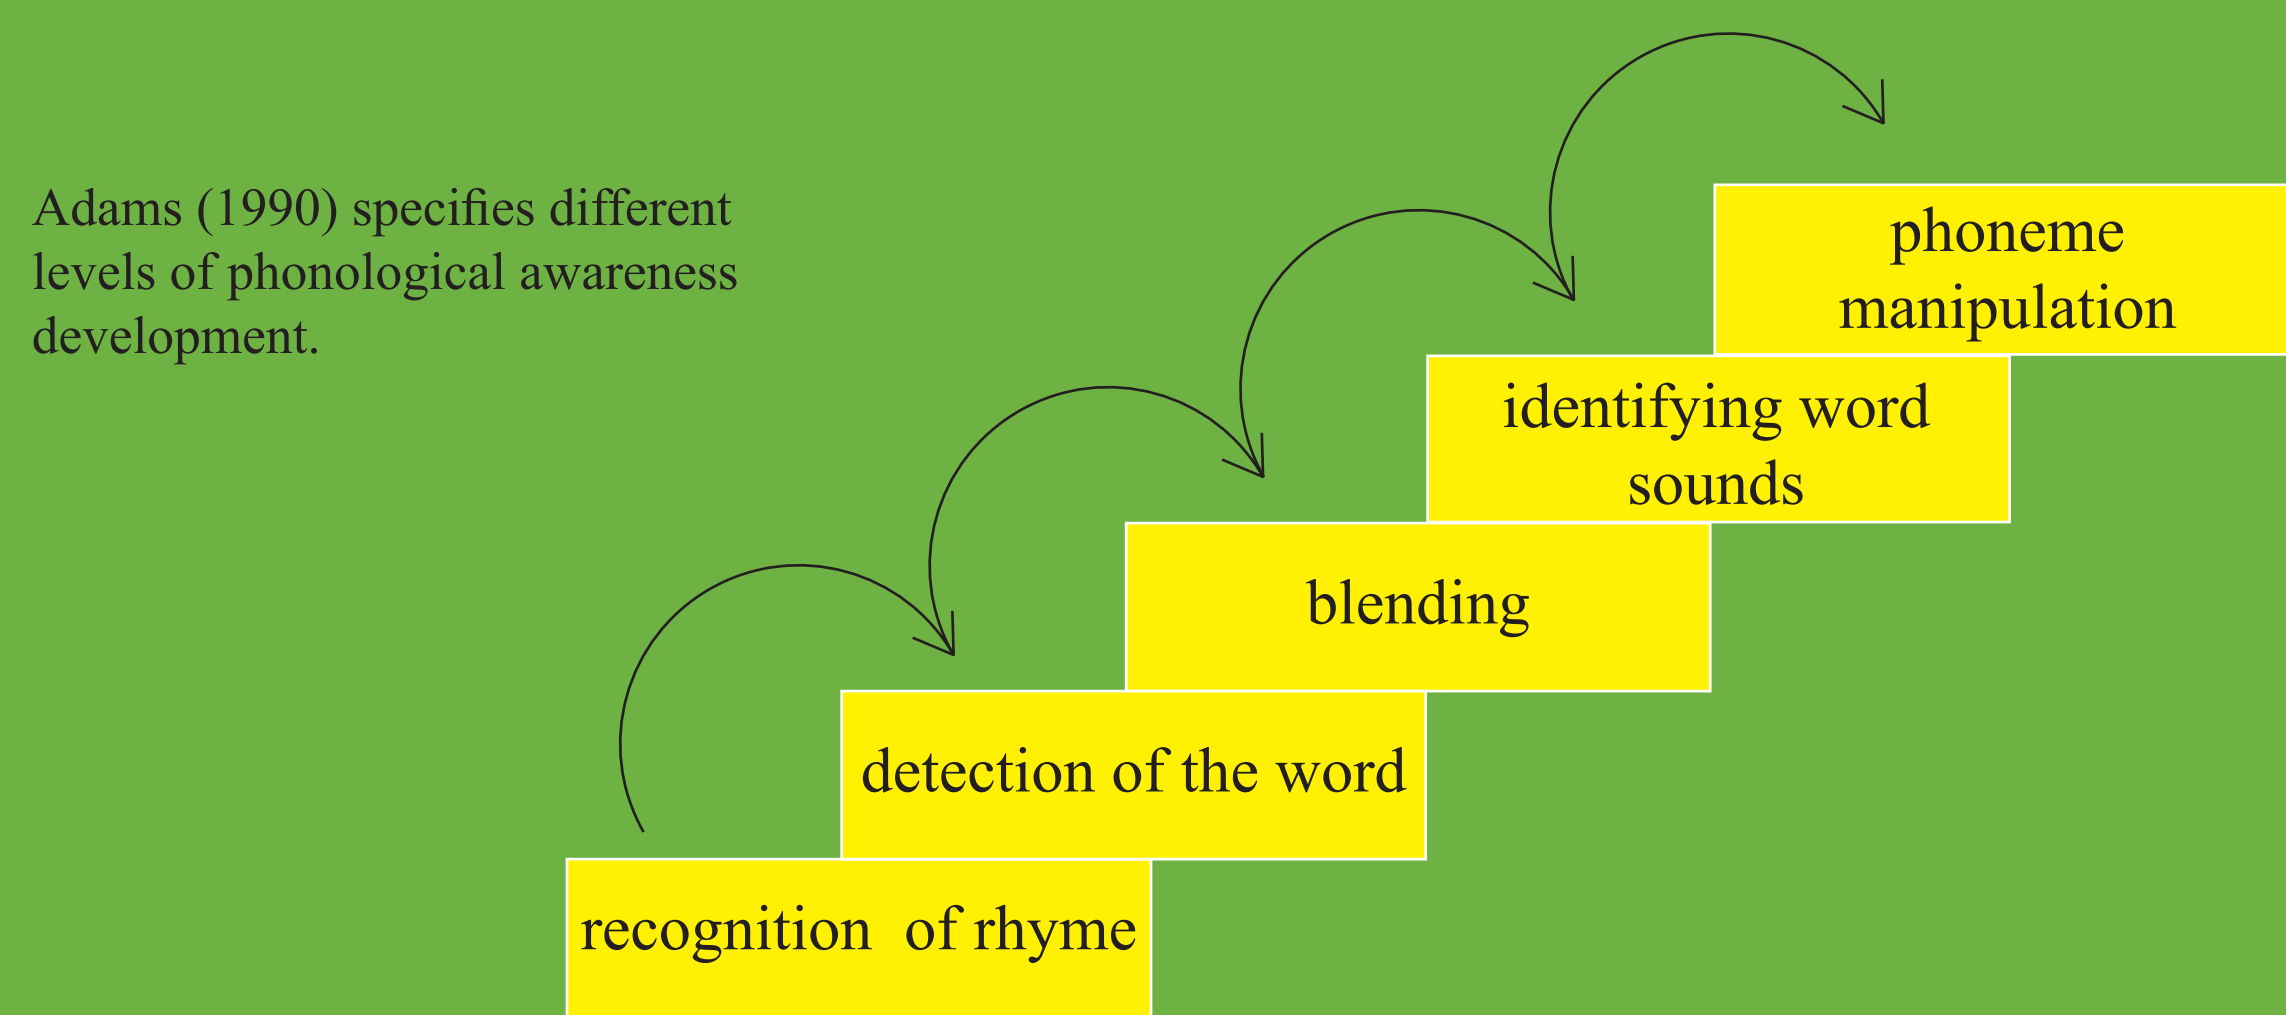 Adams (1990) specifies different
levels of phonological awareness
development.
phoneme
manipulation
identifying word
sounds
blending
detection of the word
recognition of rhyme